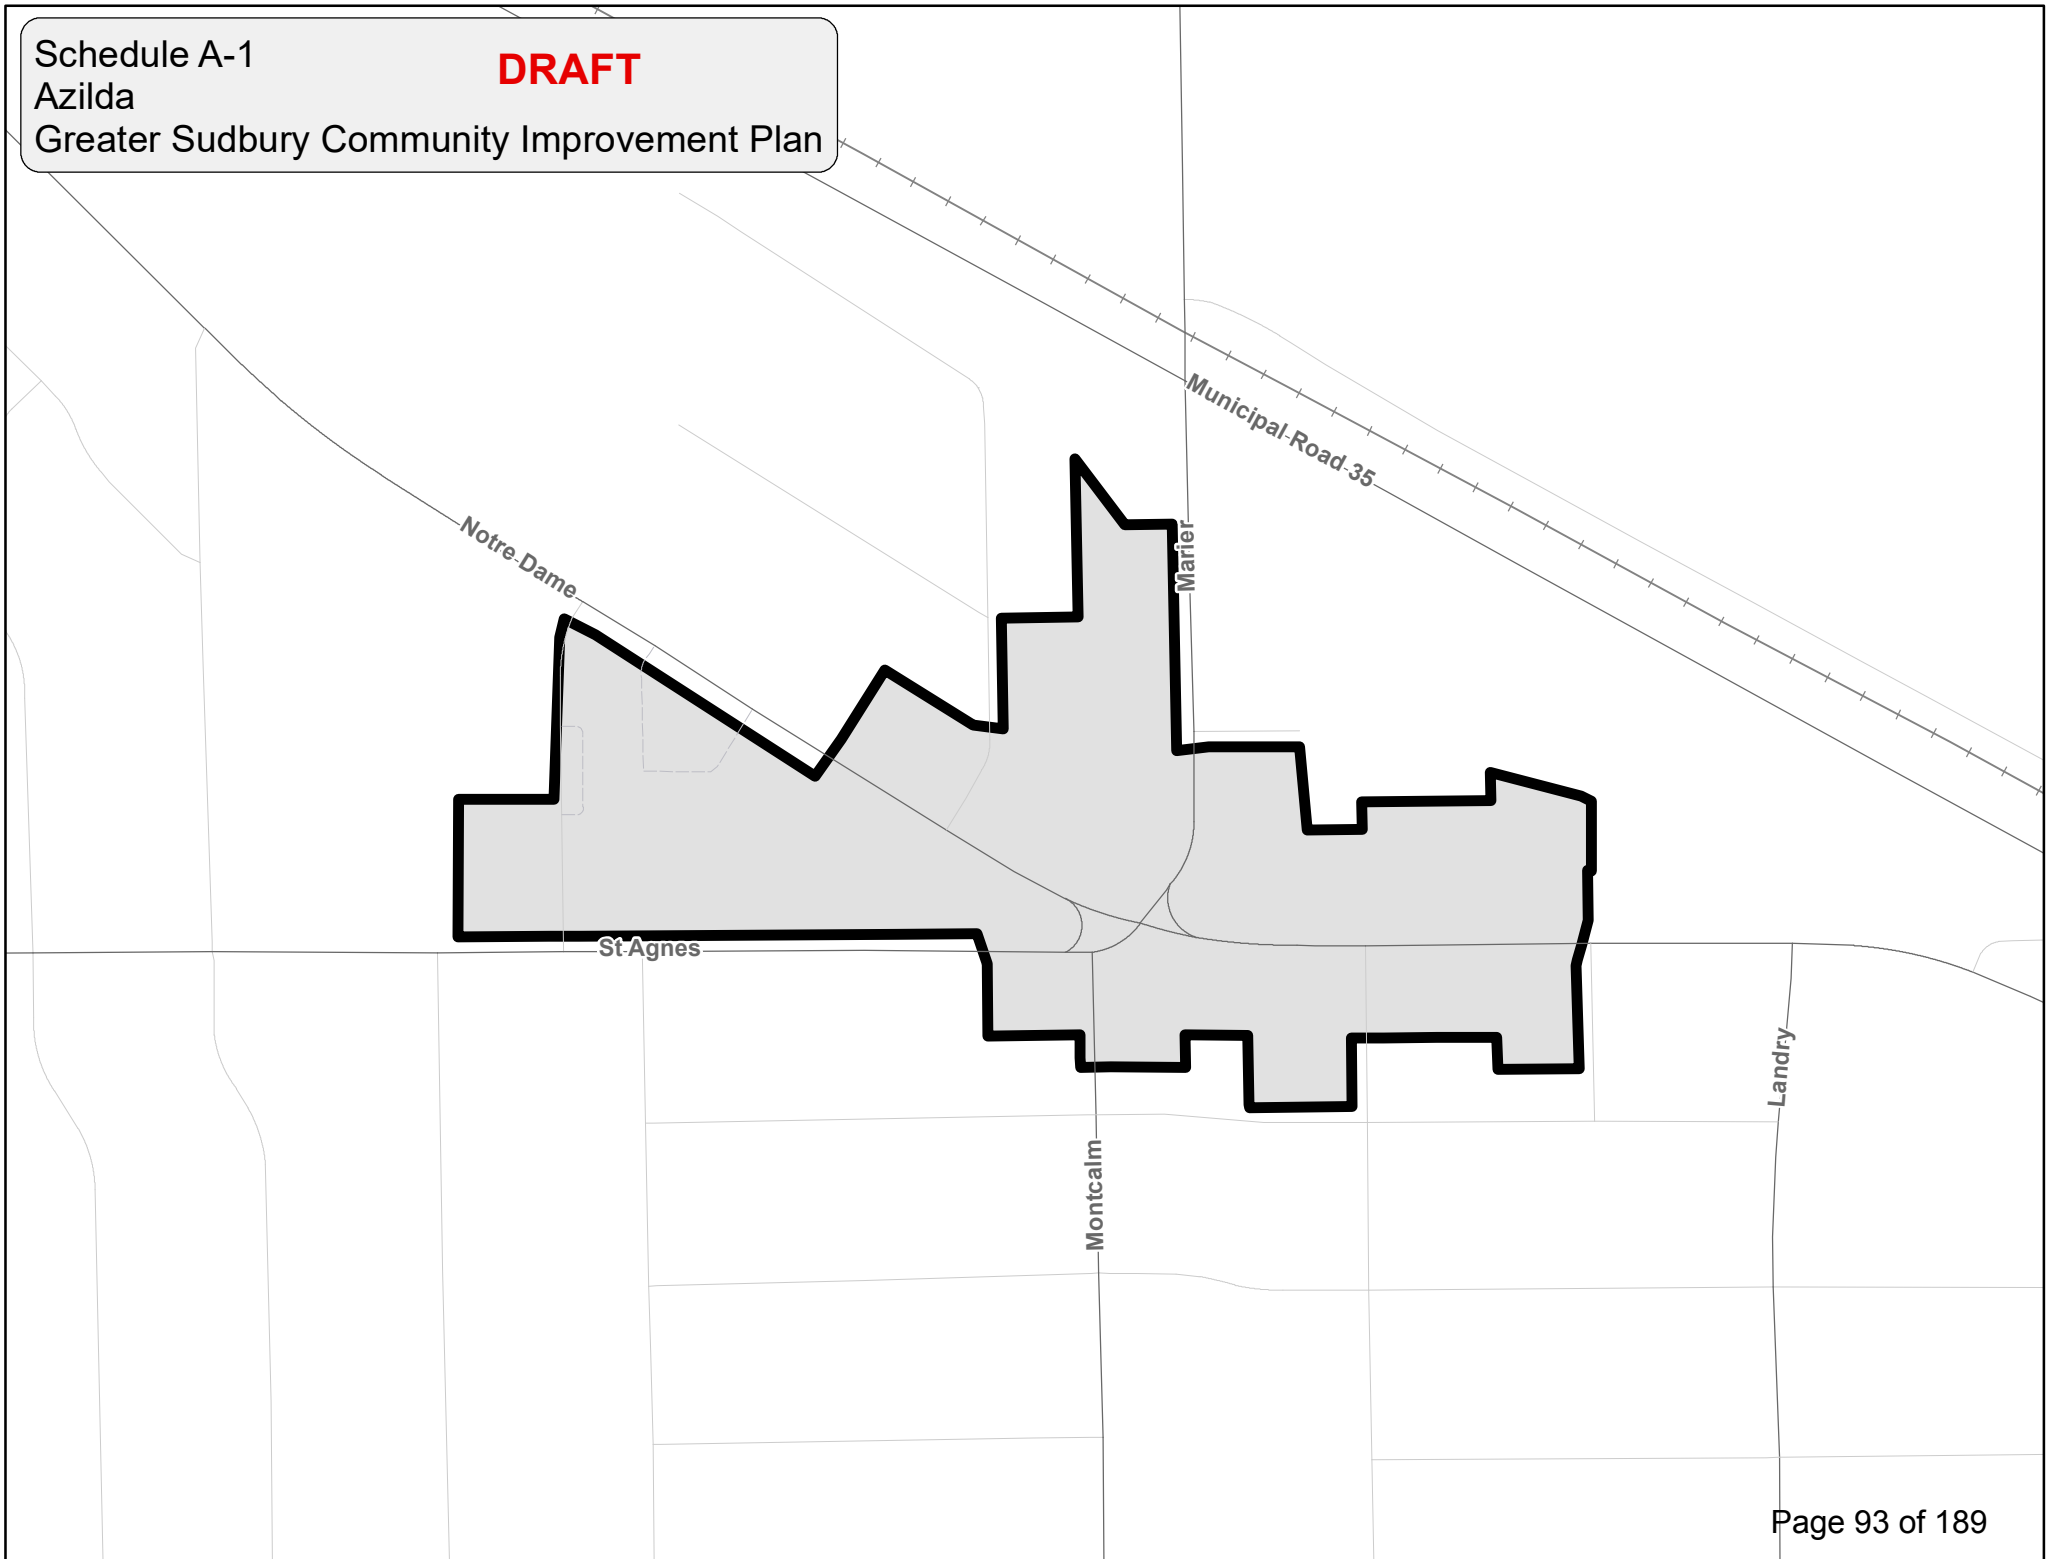 Schedule A-1
DRAFT
Azilda
Greater Sudbury Community Improvement Plan
Municipal Road 35
Notre Dame
Marier
St Agnes
Landry
Montcalm
Page 93 of 189